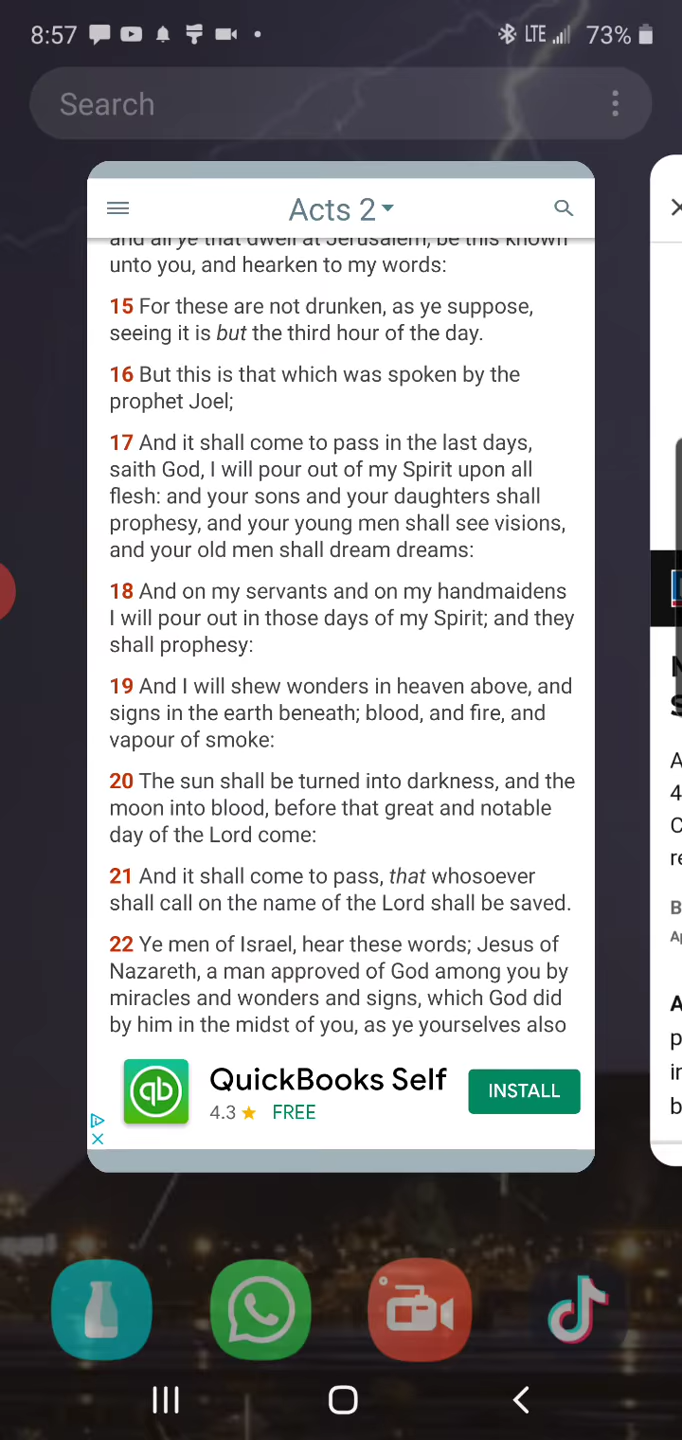 8:57
LTE
73%
Search
Acts 2
and all ye that dwell at Jerusalem, be this known
unto you, and hearken to my words:
15 For these are not drunken, as ye suppose,
seeing it is but the third hour of the day.
16 But this is that which was spoken by the
prophet Joel;
17 And it shall come to pass in the last days,
saith God, I will pour out of my Spirit upon all
flesh: and your sons and your daughters shall
prophesy, and your young men shall see visions,
and your old men shall dream dreams:
18 And on my servants and on my handmaidens
I will pour out in those days of my Spirit; and they
shall prophesy:
19 And I will shew wonders in heaven above, and
signs in the earth beneath; blood, and fire, and
vapour of smoke:
20 The sun shall be turned into darkness, and the
moon into blood, before that great and notable
day of the Lord come:
21 And it shall come to pass, that whosoever
shall call on the name of the Lord shall be saved.
22 Ye men of Israel, hear these words; Jesus of
Nazareth, a man approved of God among you by
miracles and wonders and signs, which God did
by him in the midst of you, as ye yourselves also
qb
QuickBooks Self
4.3 ★ FREE
INSTALL